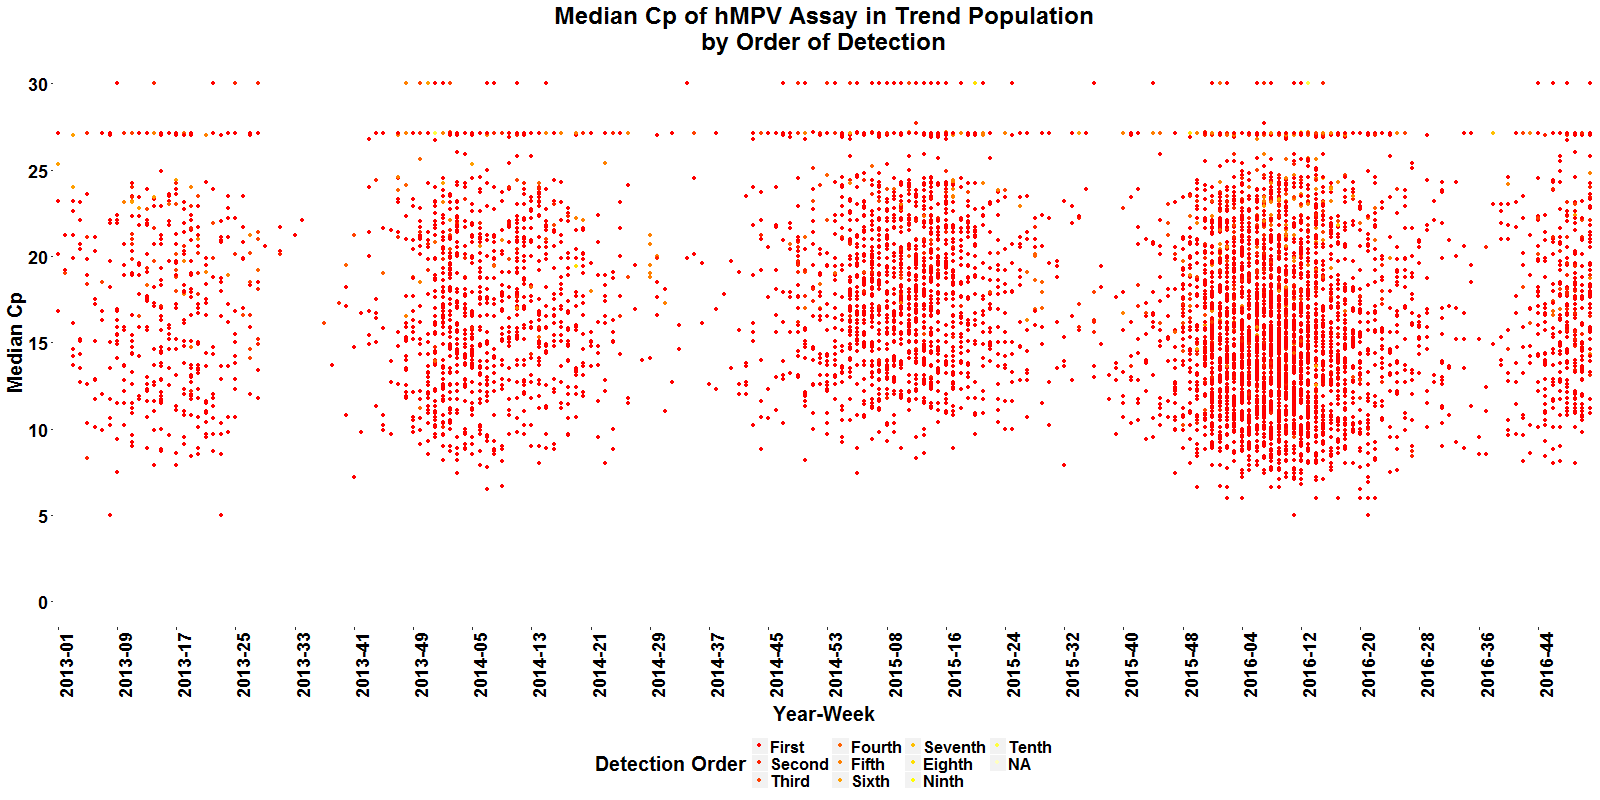 Median Cp of hMPV Assay in Trend Population
by Order of Detection
Median Cp
30
25
20
15
10
5
0
2013-01
2013-09
2013-17
2013-25
2013-33
2013-41
2013-49
2014-05
2014-13
2014-21
2014-29
2014-37
2014-45
2014-53
2015-08
2015-16
2015-24
2015-32
2015-40
2015-48
2016-04
2016-12
2016-20
2016-28
2016-36
2016-44
Year-Week
Detection Order
First
Second
Third
Fourth
Fifth
Sixth
Seventh
Eighth
Ninth
Tenth
NA